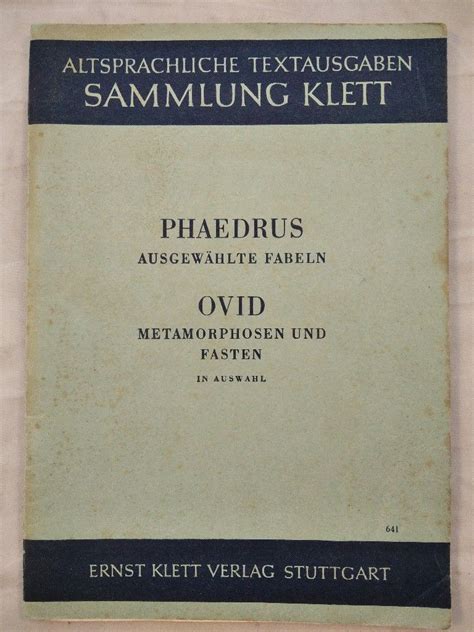 ALTSPRACHLICHE TEXTAUSGABEN
SAMMLUNG KLETT
PHAEDRUS
AUSGEWÄHLTE FABELN
OVID
METAMORPHOSEN UND
FASTEN
IN AUSWAHL
641
ERNST KLETT VERLAG STUTTGART